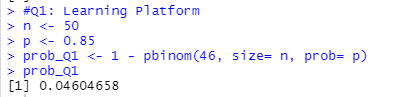 > #Q1: Learning Platform
> n <- 50
> p <- 0.85
> prob_Q1 <- 1 - pbinom(46, size= n, prob= p)
> prob_Q1
[1] 0.04604658